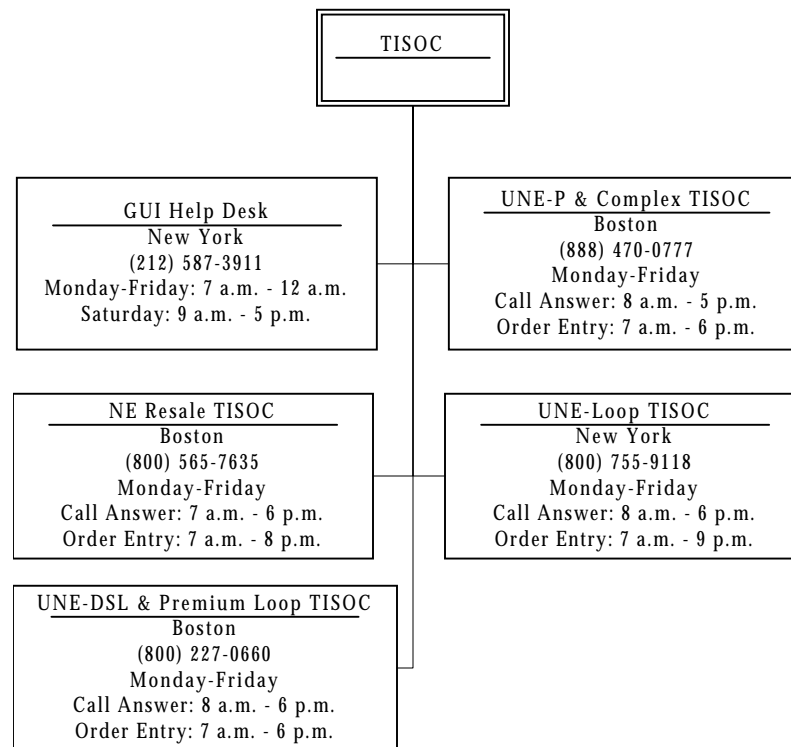 TISOC
GUI Help Desk
New York
(212) 587-3911
Monday-Friday: 7 a.m. - 12 a.m.
Saturday: 9 a.m. - 5 p.m.
UNE-P & Complex TISOC
Boston
(888) 470-0777
Monday-Friday
Call Answer: 8 a.m. - 5 p.m.
Order Entry: 7 a.m. - 6 p.m.
NE Resale TISOC
Boston
(800) 565-7635
Monday-Friday
Call Answer: 7 a.m. - 6 p.m.
Order Entry: 7 a.m. - 8 p.m.
UNE-Loop TISOC
New York
(800) 755-9118
Monday-Friday
Call Answer: 8 a.m. - 6 p.m.
Order Entry: 7 a.m. - 9 p.m.
UNE-DSL & Premium Loop TISOC
Boston
(800) 227-0660
Monday-Friday
Call Answer: 8 a.m. - 6 p.m.
Order Entry: 7 a.m. - 6 p.m.